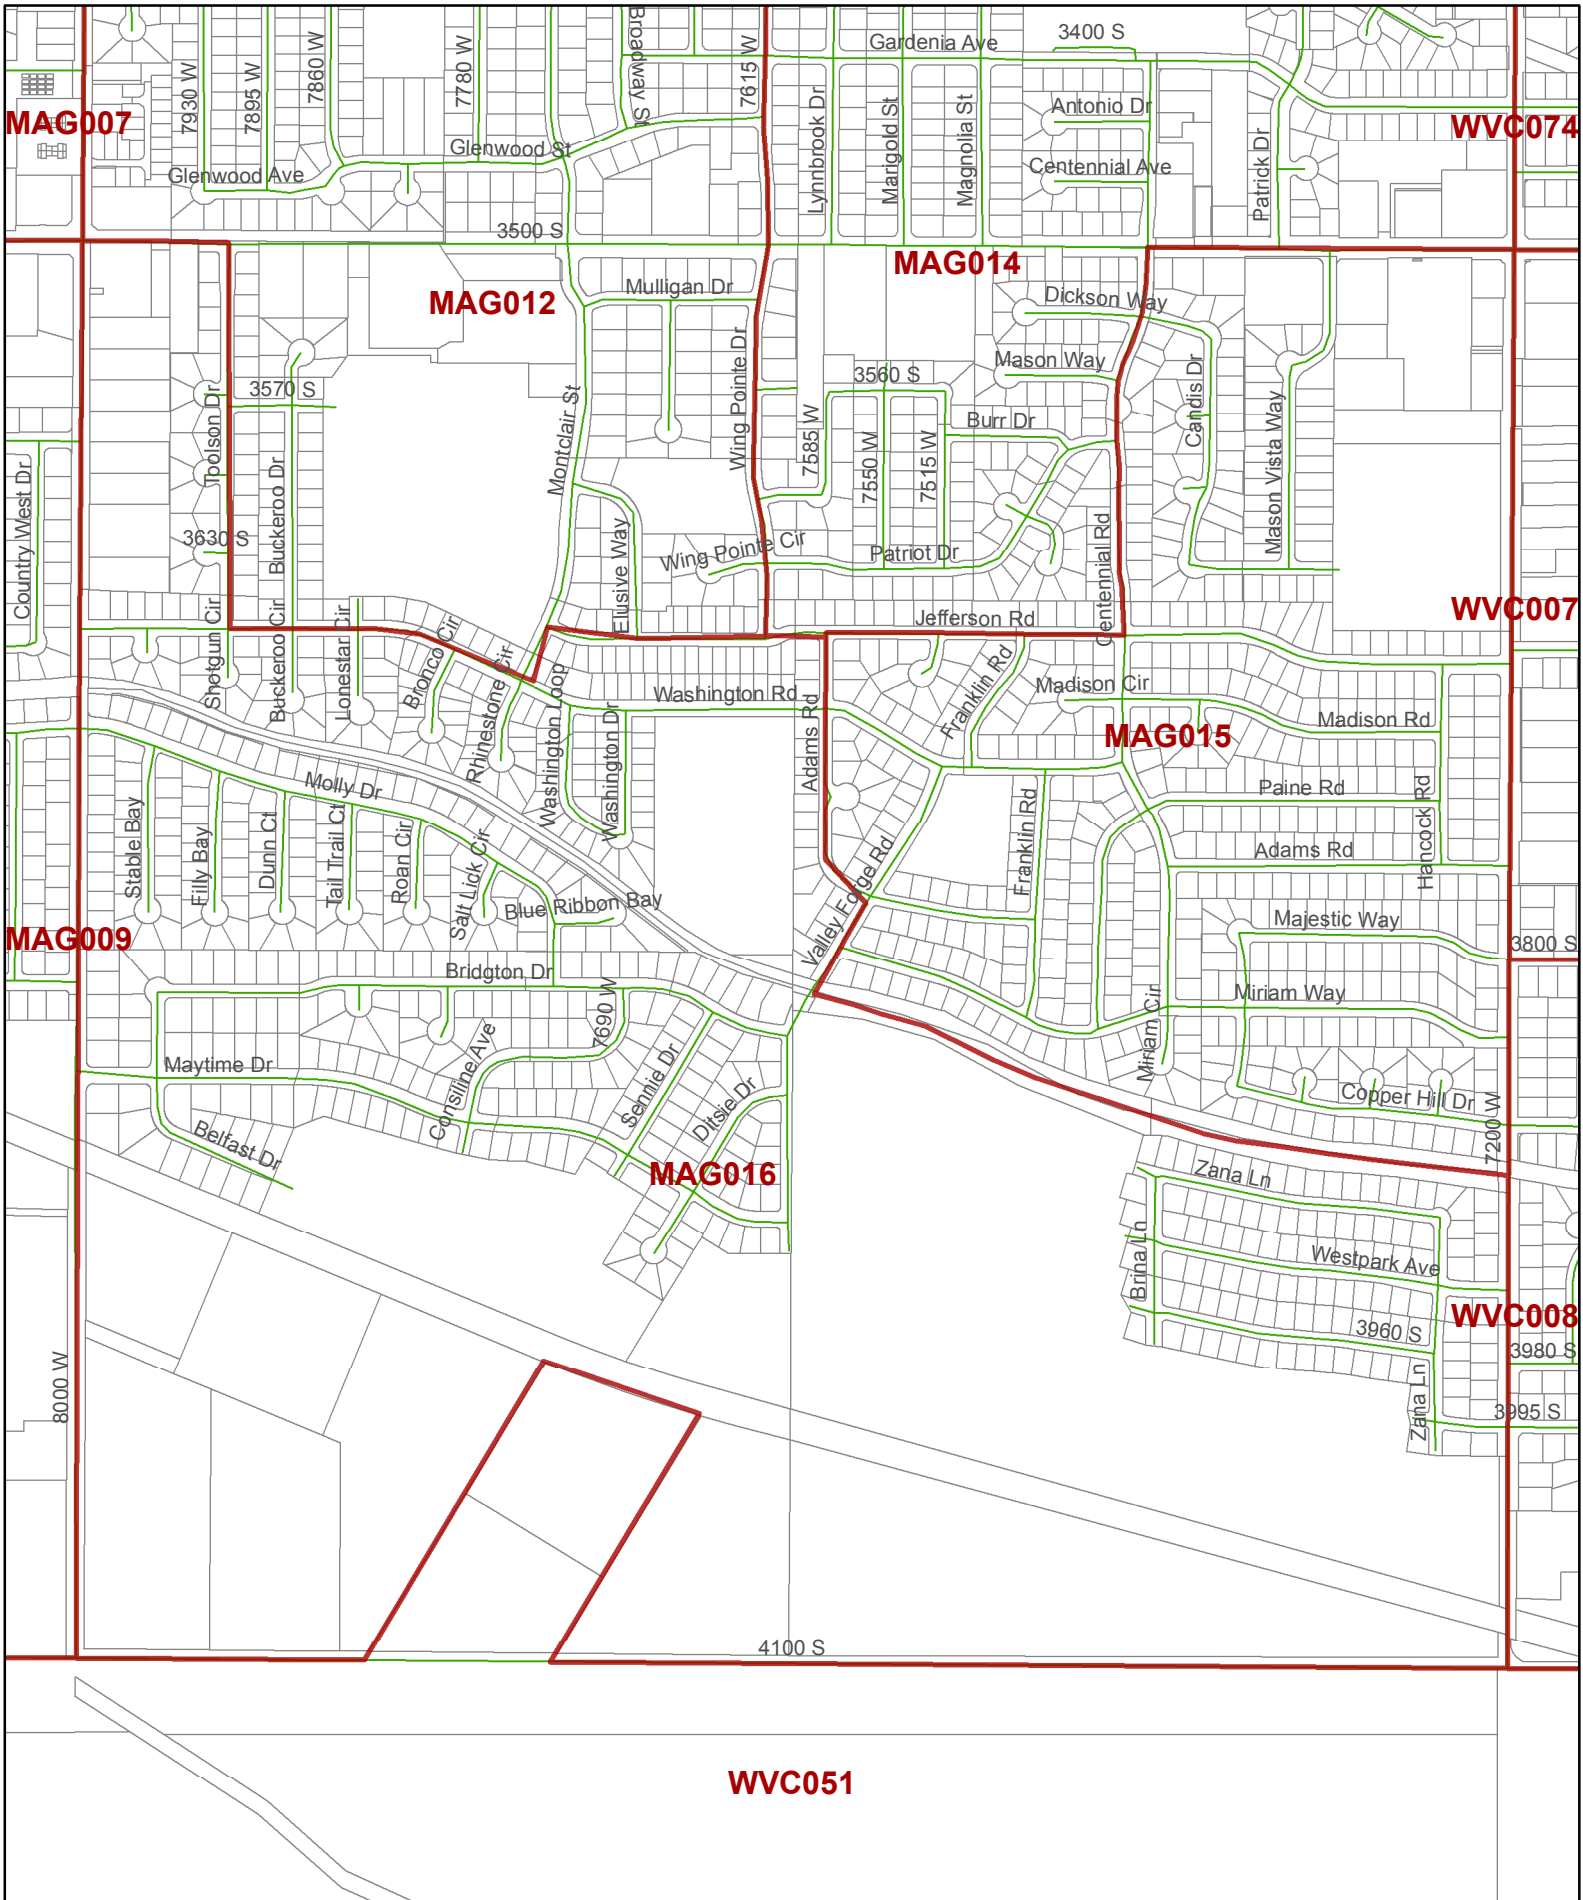 3400 S
Gardenia Ave
Broadway St
7930 W
7895 W
7860 W
7780 W
7615 W
Lynnbrook Dr
Marigold St
Magnolia St
Antonio Dr
Patrick Dr
MAG007
WVC074
Glenwood St
Glenwood Ave
Centennial Ave
3500 S
MAG014
MAG012
Mulligan Dr
Dickson Way
Wing Pointe Dr
Mason Way
3560 S
3570 S
Toolson Dr
Candis Dr
Mason Vista Way
Montclair St
Burr Dr
7585 W
7550 W
7515 W
Country West Dr
Buckeroo Dr
3630 S
Elusive Way
Wing Pointe Cir
Patriot Dr
Centennial Rd
WVC007
Jefferson Rd
Shotgun Cir
Buckeroo Cir
Lonestar Cir
Bronco Cir
Rhinestone Cir
Washington Loop
Washington Rd
Washington Dr
Adams Rd
Franklin Rd
Madison Cir
Madison Rd
MAG015
Molly Dr
Paine Rd
Hancock Rd
Stable Bay
Filly Bay
Dunn Ct
Tail Trail Ct
Roan Cir
Salt Lick Cir
Franklin Rd
Adams Rd
Valley Forge Rd
Blue Ribbon Bay
Majestic Way
MAG009
3800 S
Bridgton Dr
7690 W
Miriam Way
Miriam Cir
Maytime Dr
Consiline Ave
Sennie Dr
Ditsie Dr
Copper Hill Dr
7200 W
Belfast Dr
MAG016
Zana Ln
Brina Ln
Westpark Ave
WVC008
3960 S
3980 S
8000 W
Zana Ln
3995 S
4100 S
WVC051